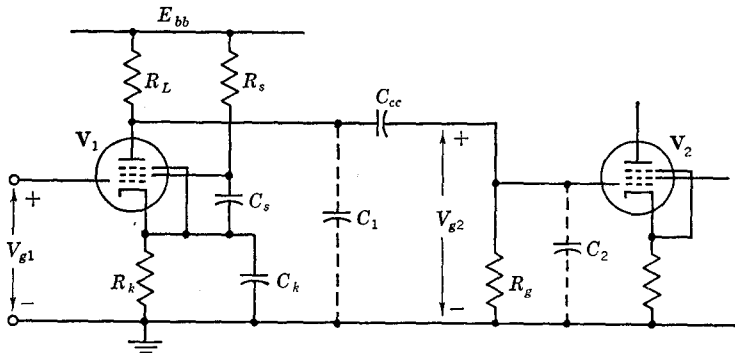 E_bb
R_L
R_s
C_cc
V_1
V_2
+
+
C_s
C_1
V_g1
V_g2
C_2
R_k
C_k
R_g
-
-